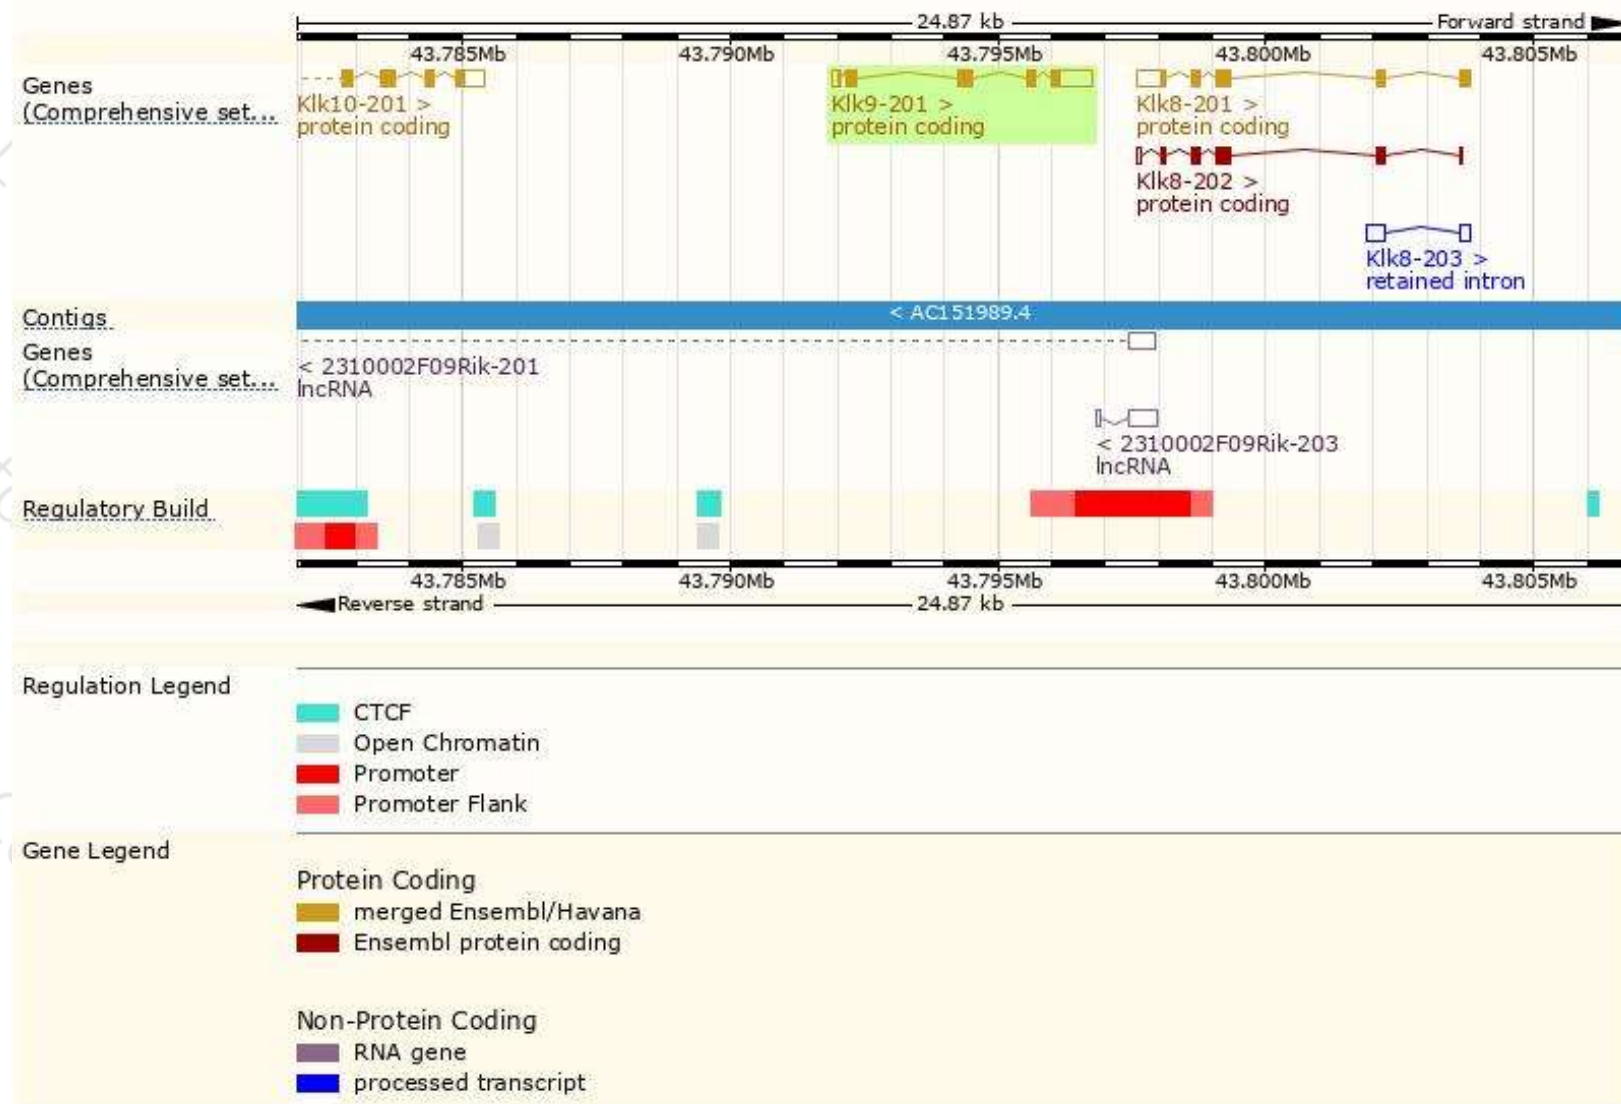 24.87 kb Forward strand
43.785Mb 43.790Mb 43.795Mb 43.800Mb 43.805Mb
Genes
(Comprehensive set...
Klk10-201 >
protein coding
Klk9-201 >
protein coding
Klk8-201 >
protein coding
Klk8-202 >
protein coding
Klk8-203 >
retained intron
Contigs
< AC151989.4
Genes
(Comprehensive set...
< 2310002F09Rik-201
lncRNA
< 2310002F09Rik-203
lncRNA
Regulatory Build
43.785Mb 43.790Mb 43.795Mb 43.800Mb 43.805Mb
Reverse strand 24.87 kb
Regulation Legend
CTCF
Open Chromatin
Promoter
Promoter Flank
Gene Legend
Protein Coding
merged Ensembl/Havana
Ensembl protein coding
Non-Protein Coding
RNA gene
processed transcript